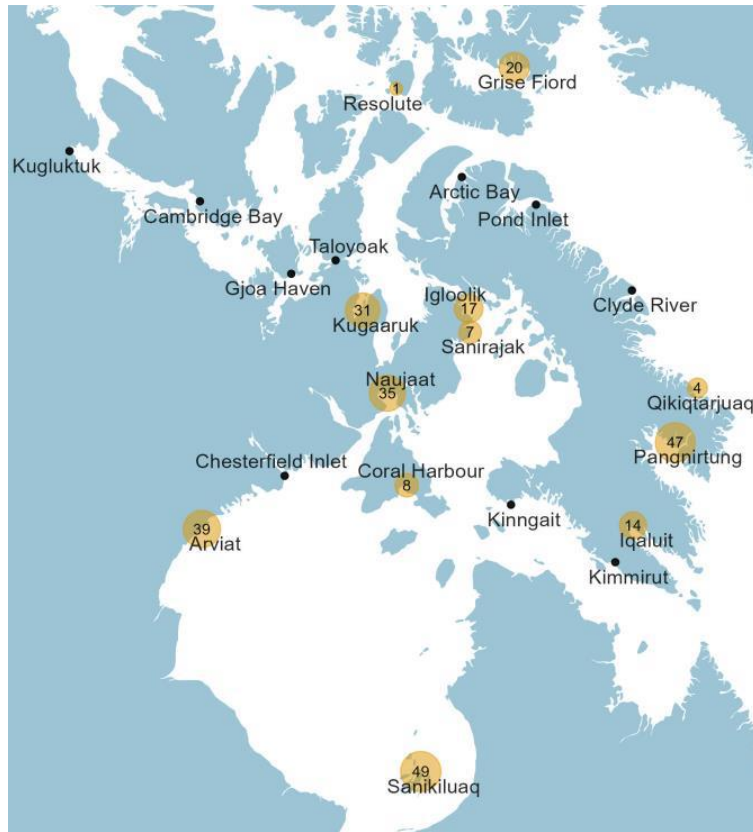 20
Grise Fiord
1
Resolute
Kugluktuk
Arctic Bay
Cambridge Bay
Pond Inlet
Taloyoak
Gjoa Haven
Igloolik
17
Clyde River
31
Kugaaruk
7
Sanirajak
Naujaat
35
4
Qikiqtarjuaq
47
Pangnirtung
Chesterfield Inlet
Coral Harbour
8
Kinngait
39
Arviat
14
Iqaluit
Kimmirut
49
Sanikiluaq